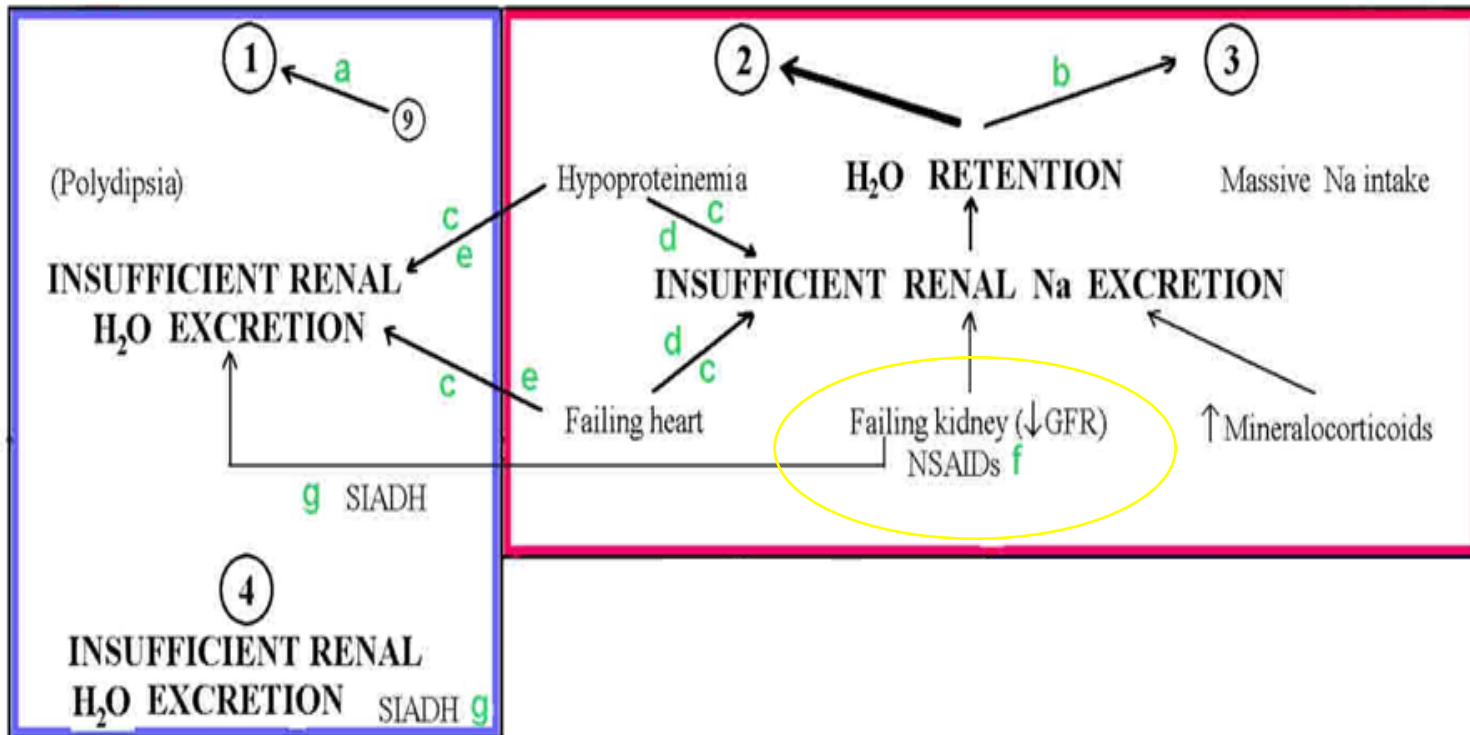 1
a
9
(Polydipsia)
c
e
INSUFFICIENT RENAL
H₂O EXCRETION
c
e
g SIADH
4
INSUFFICIENT RENAL
H₂O EXCRETION SIADH g
2
b
3
Hypoproteinemia
H₂O RETENTION
Massive Na intake
c
d
INSUFFICIENT RENAL Na EXCRETION
d
c
Failing heart
Failing kidney (↓GFR)
NSAIDs f
↑Mineralocorticoids